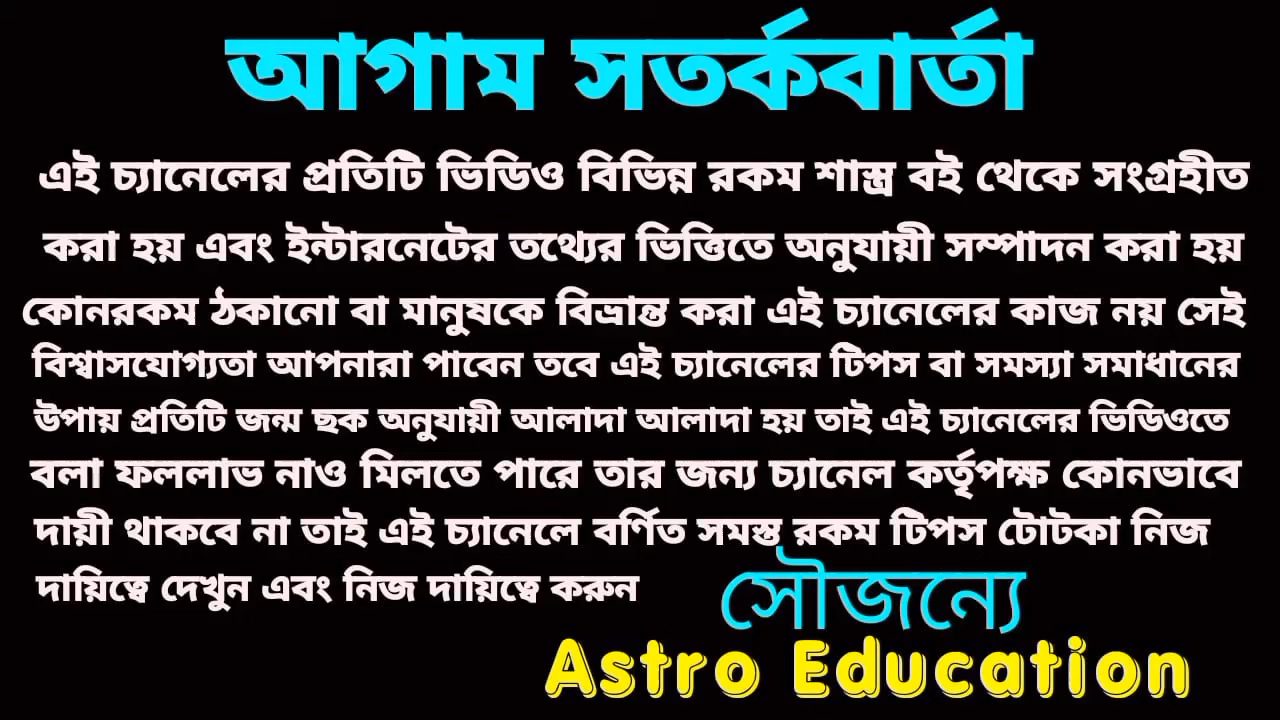 আগাম সতর্কবার্তা
এই চ্যানেলের প্রতিটি ভিডিও বিভিন্ন রকম শাস্ত্র বই থেকে সংগ্রহীত
করা হয় এবং ইন্টারনেটের তথ্যের ভিত্তিতে অনুযায়ী সম্পাদন করা হয়
কোনরকম ঠকানো বা মানুষকে বিভ্রান্ত করা এই চ্যানেলের কাজ নয় সেই
বিশ্বাসযোগ্যতা আপনারা পাবেন তবে এই চ্যানেলের টিপস বা সমস্যা সমাধানের
উপায় প্রতিটি জন্ম ছক অনুযায়ী আলাদা আলাদা হয় তাই এই চ্যানেলের ভিডিওতে
বলা ফললাভ নাও মিলতে পারে তার জন্য চ্যানেল কর্তৃপক্ষ কোনভাবে
দায়ী থাকবে না তাই এই চ্যানেলে বর্ণিত সমস্ত রকম টিপস টোটকা নিজ
দায়িত্বে দেখুন এবং নিজ দায়িত্বে করুন
সৌজন্যে
Astro Education